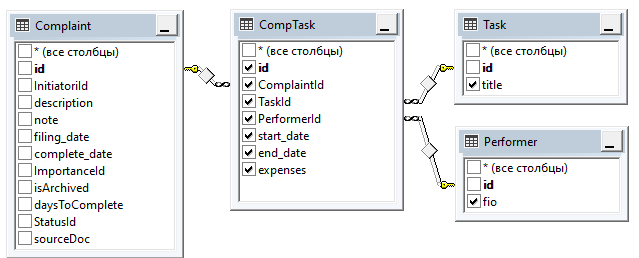 Complaint
* (все столбцы)
id
InitiatorId
description
note
filing_date
complete_date
ImportanceId
isArchived
daysToComplete
StatusId
sourceDoc
CompTask
* (все столбцы)
id
ComplaintId
TaskId
PerformerId
start_date
end_date
expenses
Task
* (все столбцы)
id
title
Performer
* (все столбцы)
id
fio